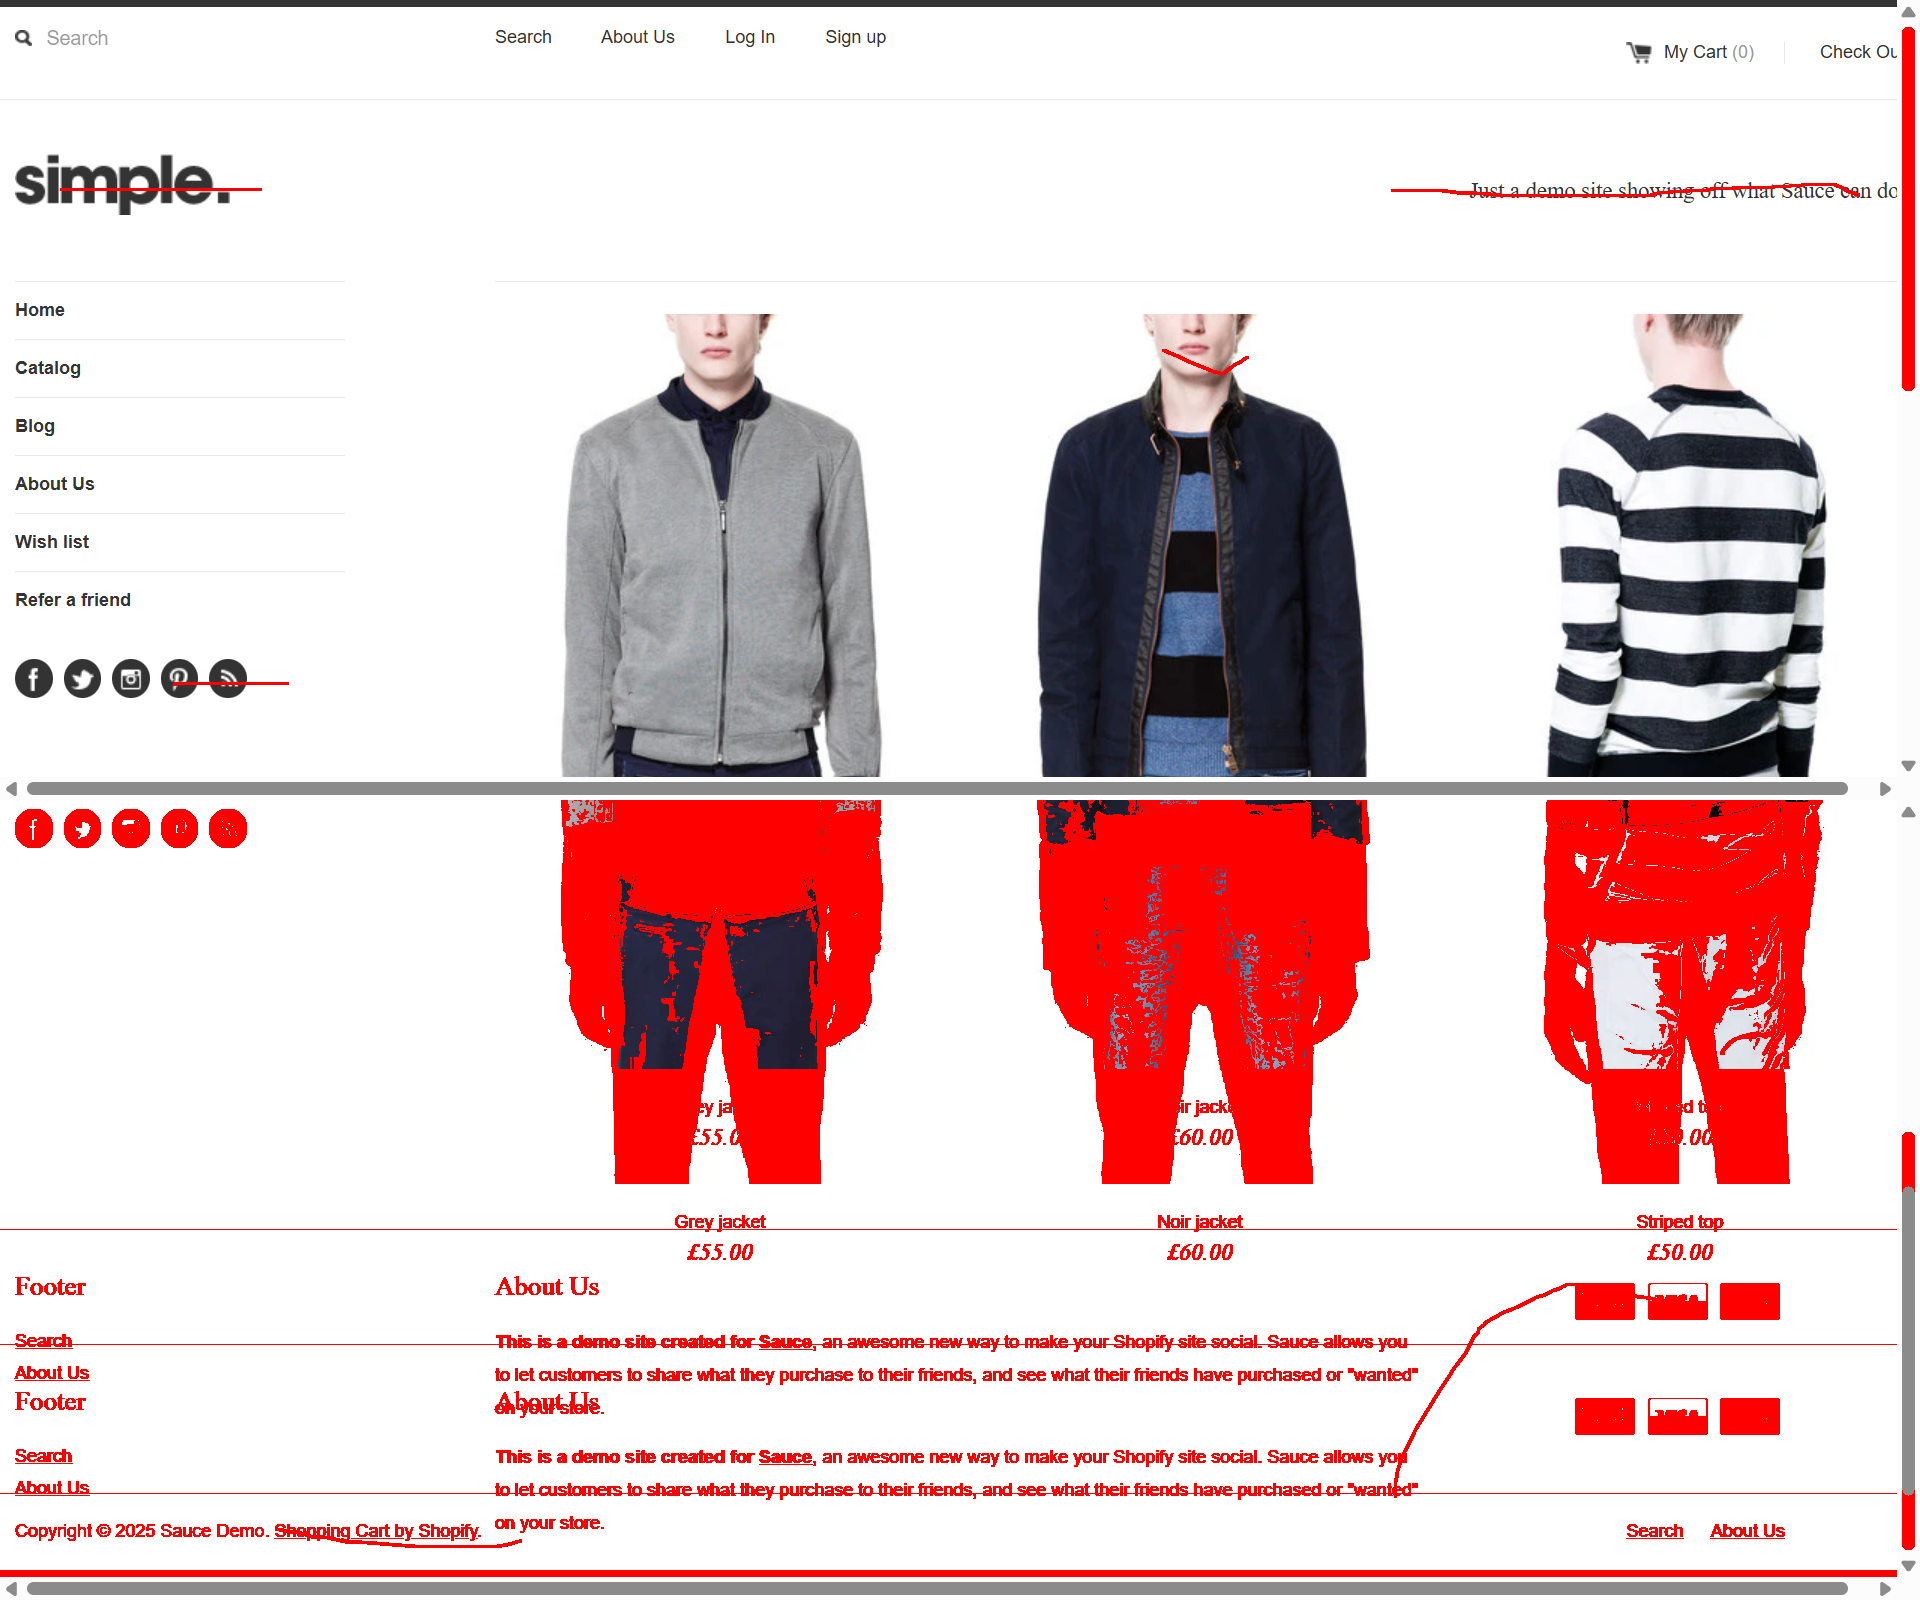 Search
Search
About Us
Log In
Sign up
My Cart (0)
Check Ou
simple.
Just a demo site showing off what Sauce can do
Home
Catalog
Blog
About Us
Wish list
Refer a friend
£55.0
£60.00
Grey jacket
Noir jacket
Striped top
£55.00
£60.00
£50.00
Footer
About Us
Search
This is a demo site created for Sauce, an awesome new way to make your Shopify site social. Sauce allows you
About Us
to let customers to share what they purchase to their friends, and see what their friends have purchased or "wanted"
Footer
About Us
on your store.
Search
This is a demo site created for Sauce, an awesome new way to make your Shopify site social. Sauce allows you
About Us
to let customers to share what they purchase to their friends, and see what their friends have purchased or "wanted"
on your store.
Copyright © 2025 Sauce Demo. Shopping Cart by Shopify.
Search
About Us